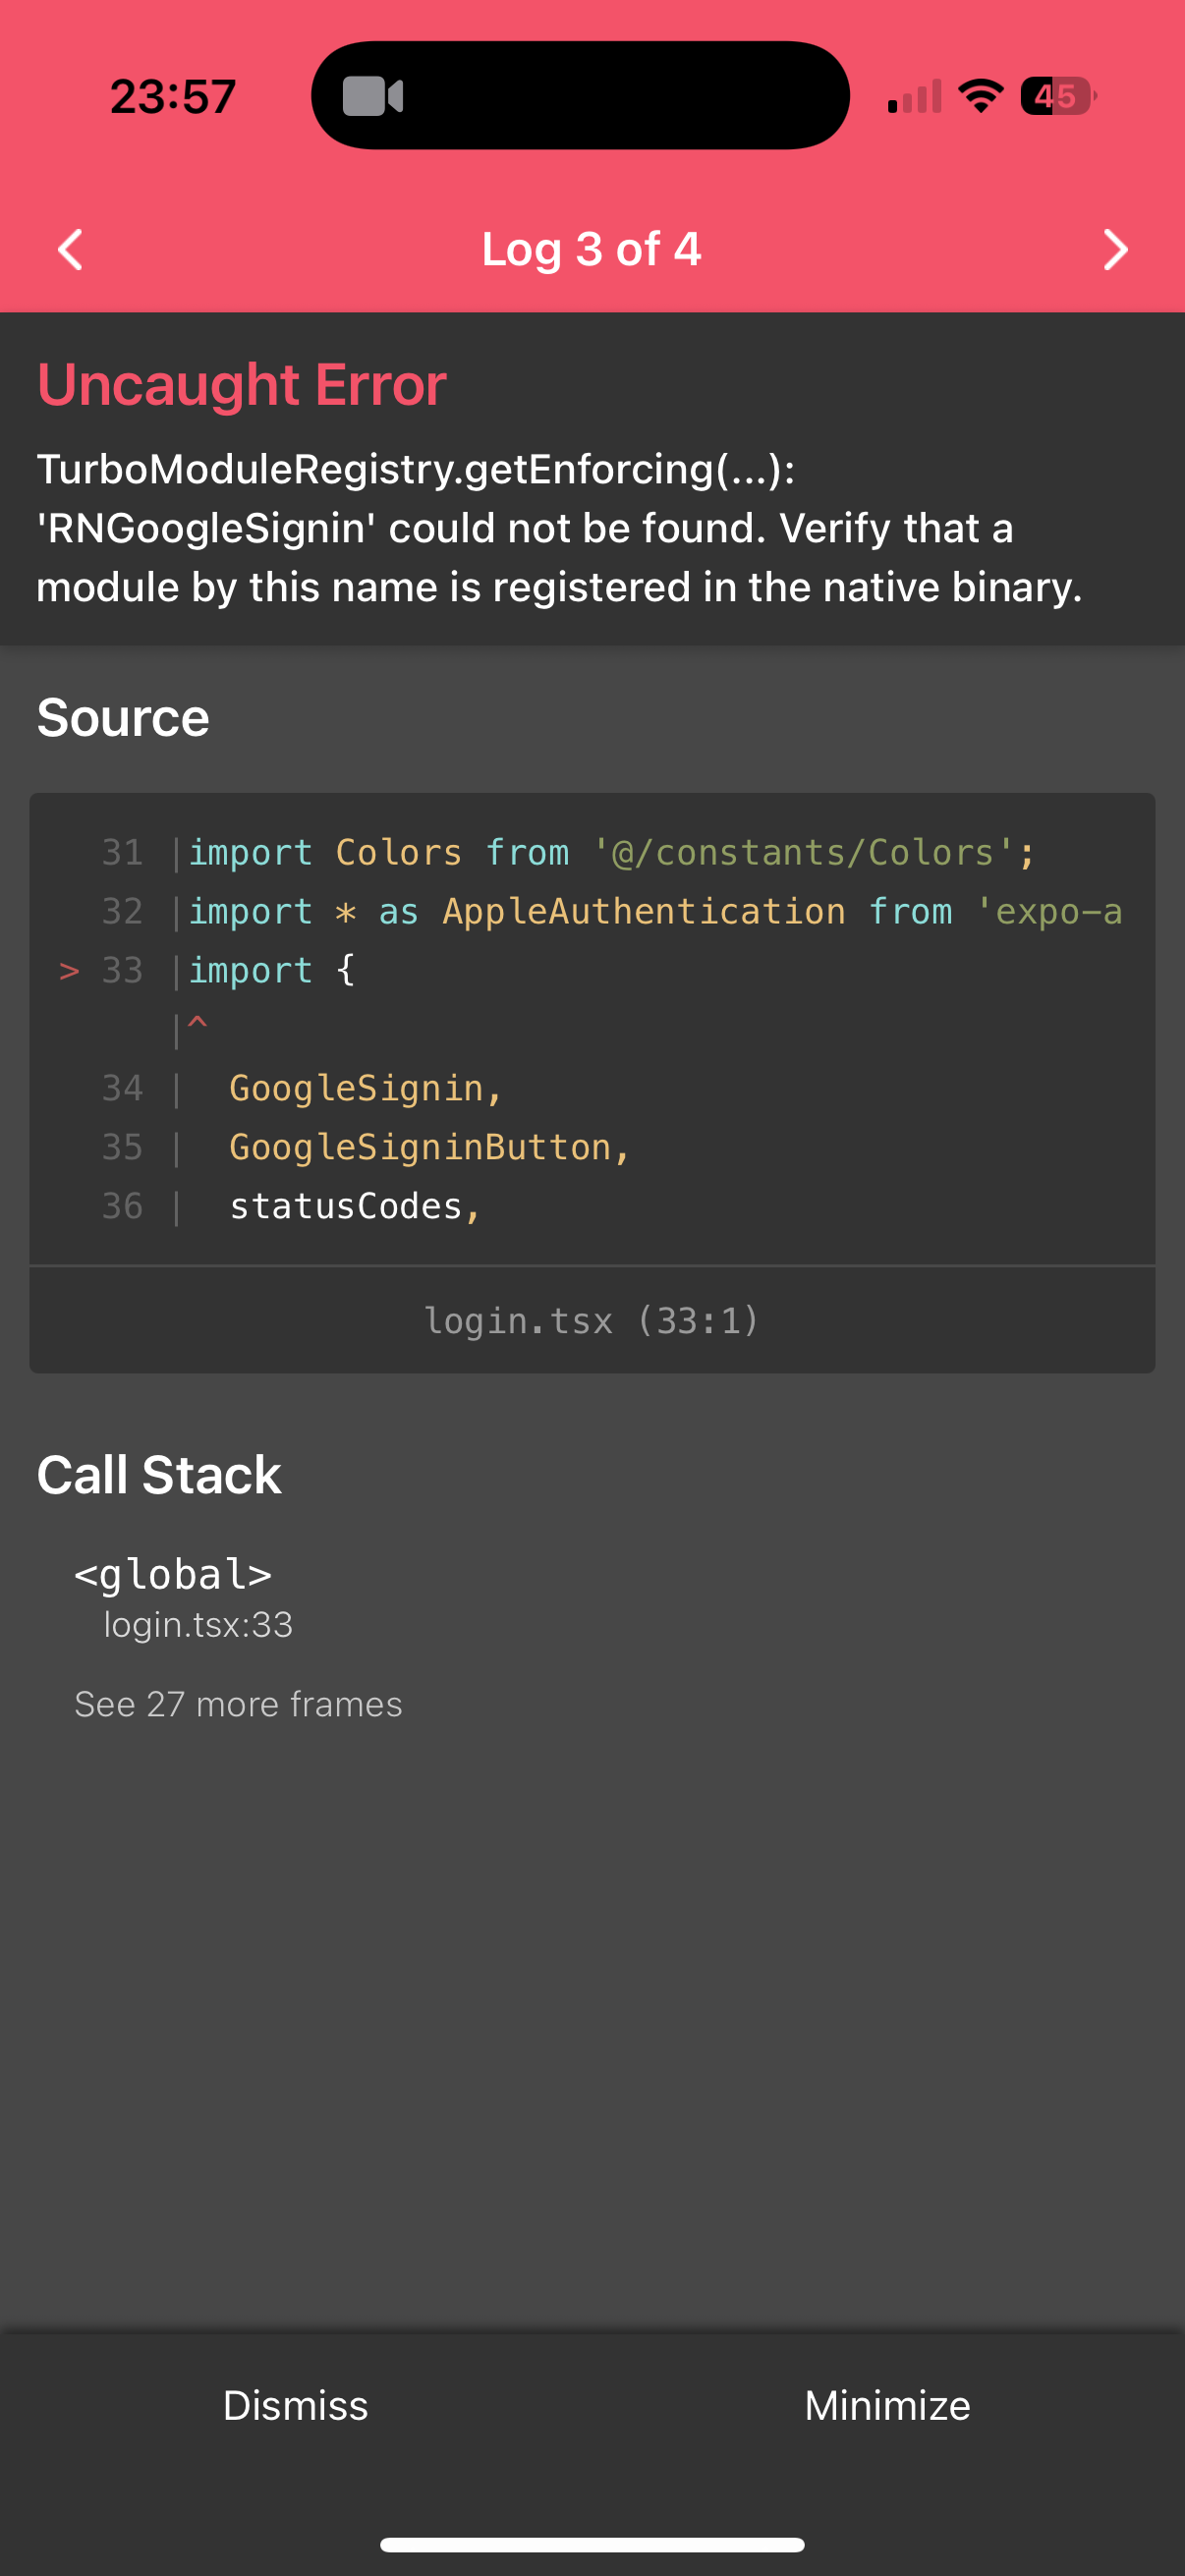 23:57
45
Log 3 of 4
Uncaught Error
TurboModuleRegistry.getEnforcing(...):
'RNGoogleSignin' could not be found. Verify that a
module by this name is registered in the native binary.
Source
31 |import Colors from '@/constants/Colors';
32 |import * as AppleAuthentication from 'expo-a
> 33 |import {
|^
34 |  GoogleSignin,
35 |  GoogleSigninButton,
36 |  statusCodes,
login.tsx (33:1)
Call Stack
<global>
login.tsx:33
See 27 more frames
Dismiss
Minimize